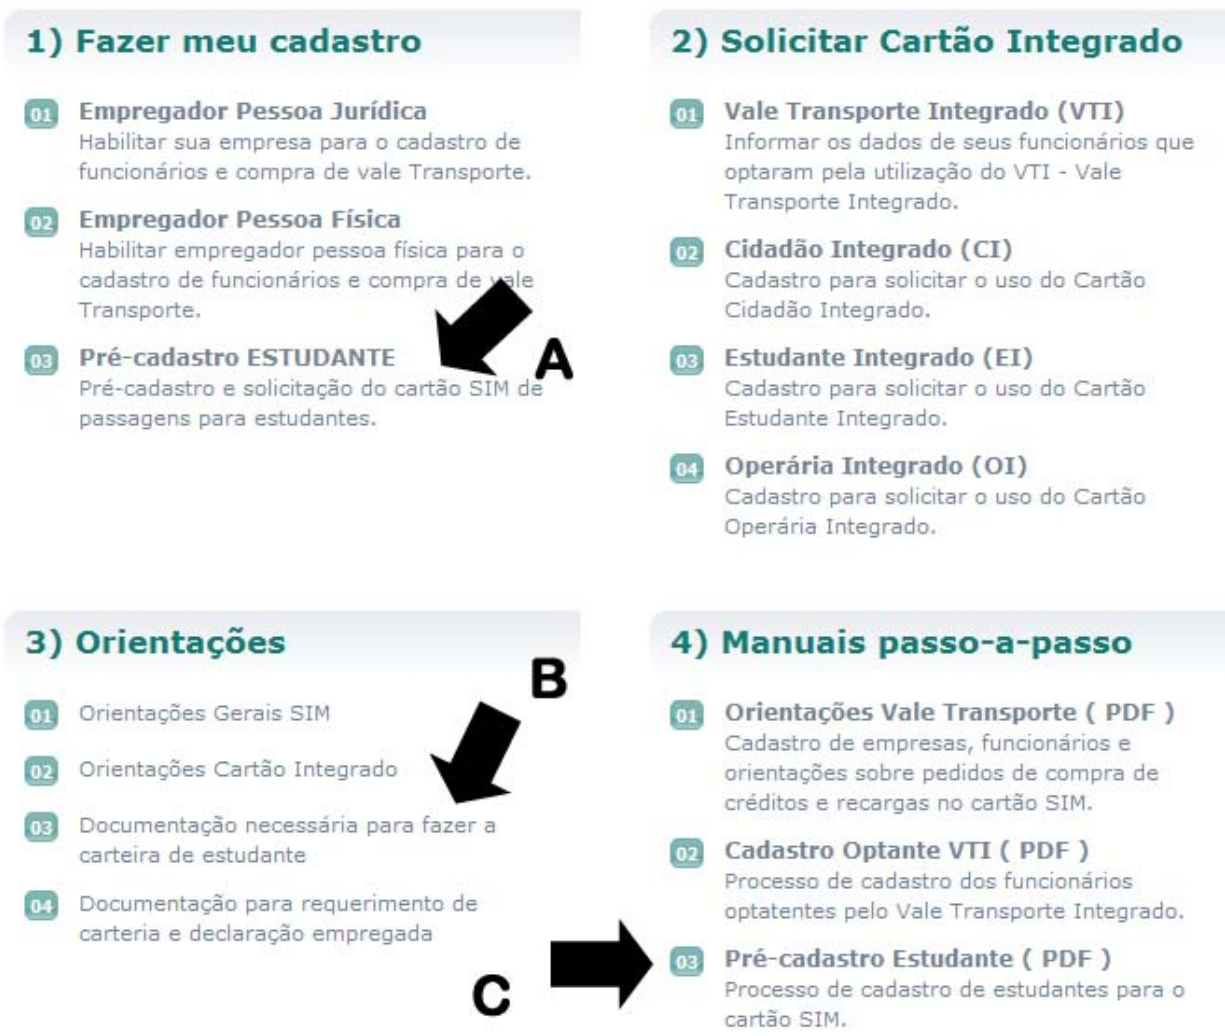 1) Fazer meu cadastro
01 Empregador Pessoa Jurídica
Habilitar sua empresa para o cadastro de
funcionários e compra de vale Transporte.
02 Empregador Pessoa Física
Habilitar empregador pessoa física para o
cadastro de funcionários e compra de vale
Transporte.
A
03 Pré-cadastro ESTUDANTE
Pré-cadastro e solicitação do cartão SIM de
passagens para estudantes.
2) Solicitar Cartão Integrado
01 Vale Transporte Integrado (VTI)
Informar os dados de seus funcionários que
optaram pela utilização do VTI - Vale
Transporte Integrado.
02 Cidadão Integrado (CI)
Cadastro para solicitar o uso do Cartão
Cidadão Integrado.
03 Estudante Integrado (EI)
Cadastro para solicitar o uso do Cartão
Estudante Integrado.
04 Operária Integrado (OI)
Cadastro para solicitar o uso do Cartão
Operária Integrado.
3) Orientações
B
01 Orientações Gerais SIM
02 Orientações Cartão Integrado
03 Documentação necessária para fazer a
carteira de estudante
04 Documentação para requerimento de
carteria e declaração empregada
C
4) Manuais passo-a-passo
01 Orientações Vale Transporte ( PDF )
Cadastro de empresas, funcionários e
orientações sobre pedidos de compra de
créditos e recargas no cartão SIM.
02 Cadastro Optante VTI ( PDF )
Processo de cadastro dos funcionários
optatentes pelo Vale Transporte Integrado.
03 Pré-cadastro Estudante ( PDF )
Processo de cadastro de estudantes para o
cartão SIM.